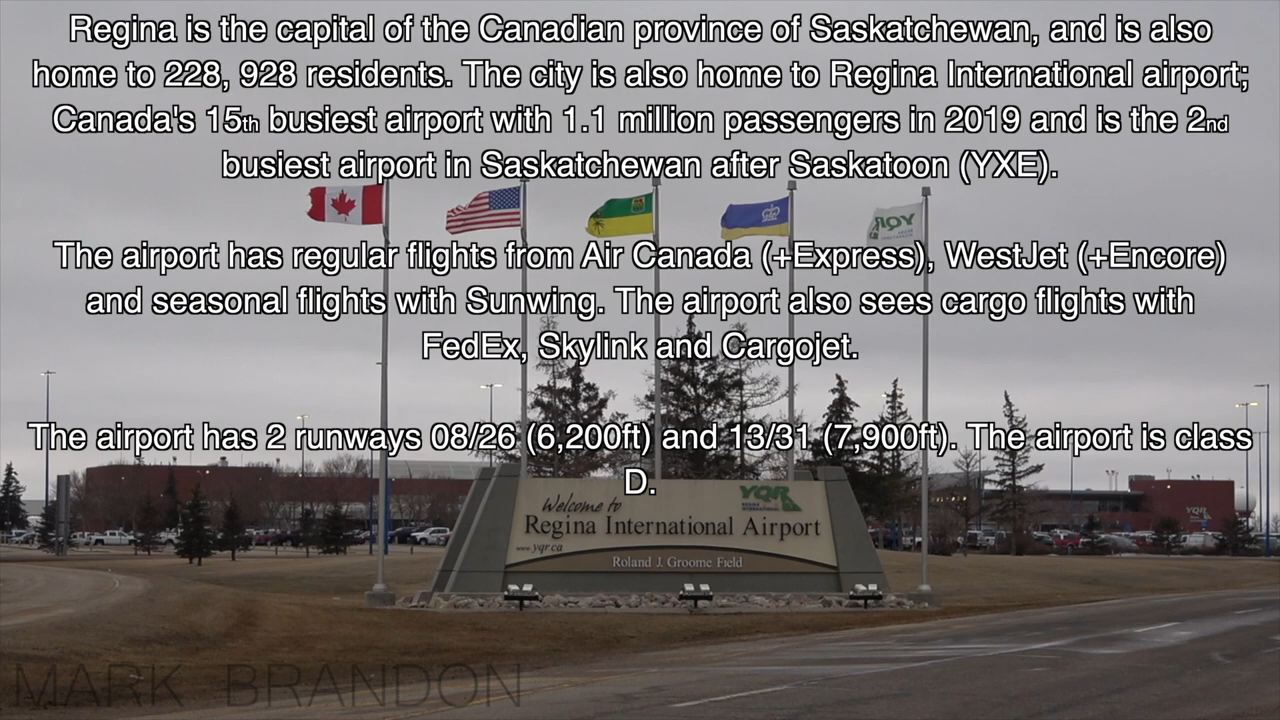 Regina is the capital of the Canadian province of Saskatchewan, and is also
home to 228, 928 residents. The city is also home to Regina International airport;
Canada's 15th busiest airport with 1.1 million passengers in 2019 and is the 2nd
busiest airport in Saskatchewan after Saskatoon (YXE).
YQR
The airport has regular flights from Air Canada (+Express), WestJet (+Encore)
and seasonal flights with Sunwing. The airport also sees cargo flights with
FedEx, Skylink and Cargojet.
The airport has 2 runways 08/26 (6,200ft) and 13/31 (7,900ft). The airport is class
D.
Welcome to
YQR
REGINA INTERNATIONAL
Regina International Airport
www.yqr.ca
Roland J. Groome Field
YQR
MARK BRANDON